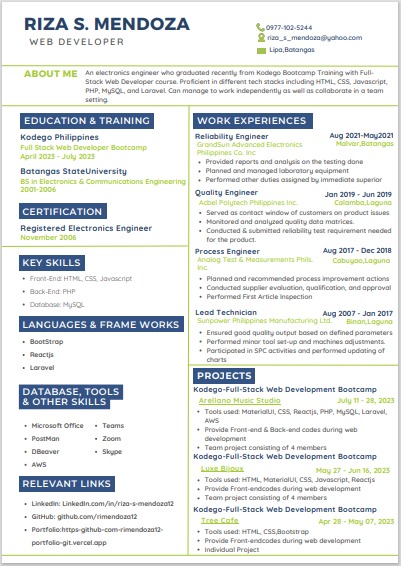 RIZA S. MENDOZA
WEB DEVELOPER
0977-102-5244
riza_s_mendoza@yahoo.com
Lipa,Batangas
ABOUT ME
An electronics engineer who graduated recently from Kodego Bootcamp Training with Full-
Stack Web Developer course. Proficient in different tech stacks including HTML, CSS, Javascript,
PHP, MySQL, and Laravel. Can manage to work independently as well as collaborate in a team
setting.
EDUCATION & TRAINING
Kodego Philippines
Full Stack Web Developer Bootcamp
April 2023 - July 2023
Batangas StateUniversity
BS in Electronics & Communications Engineering
2001-2006
CERTIFICATION
Registered Electronics Engineer
November 2006
KEY SKILLS
• Front-End: HTML, CSS, Javascript
• Back-End: PHP
• Database: MySQL
LANGUAGES & FRAME WORKS
• BootStrap
• Reactjs
• Laravel
DATABASE, TOOLS
& OTHER SKILLS
• Microsoft Office
• PostMan
• DBeaver
• AWS
• Teams
• Zoom
• Skype
RELEVANT LINKS
• LinkedIn: LinkedIn.com/in/riza-s-mendoza12
• GitHub: github.com/rimendoza12
• Portfolio:https-github-com-rimendoza12-
portfolio-git.vercel.app
WORK EXPERIENCES
Reliability Engineer
Aug 2021-May2021
GrandSun Advanced Electronics
Philippines Co. Inc
Malvar,Batangas
• Provided reports and analysis on the testing done
• Planned and managed laboratory equipment
• Performed other duties assigned by immediate superior
Quality Engineer
Jan 2019 - Jun 2019
Acbel Polytech Philippines Inc.
Calamba,Laguna
• Served as contact window of customers on product issues
• Monitored and analyzed quality data matrics.
• Conducted & submitted reliability test requirement needed
for the product.
Process Engineer
Aug 2017 - Dec 2018
Analog Test & Measurements Phils.
Inc.
Cabuyao,Laguna
• Planned and recommended process improvement actions
• Conducted supplier evaluation, qualification, and approval
• Performed First Article Inspection
Lead Technician
Aug 2007 - Jan 2017
Sunpower Philippines Manufacturing Ltd.
Binan,Laguna
• Ensured good quality output based on defined parameters
• Performed minor tool set-up and machines adjustments.
• Participated in SPC activities and performed updating of
charts
PROJECTS
Kodego-Full-Stack Web Development Bootcamp
Arellano Music Studio
July 11 - 28, 2023
• Tools used: MaterialUI, CSS, Reactjs, PHP, MySQL, Laravel,
AWS
• Provide Front-end & Back-end codes during web
development
• Team project consisting of 4 members
Kodego-Full-Stack Web Development Bootcamp
Luxe Bijoux
May 27 - Jun 16, 2023
• Tools used: HTML, MaterialUI, CSS, Javascript, Reactjs
• Provide Front-endcodes during web development
• Team project consisting of 4 members
Kodego-Full-Stack Web Development Bootcamp
Tree Cafe
Apr 28 - May 07, 2023
• Tools used: HTML, CSS,Bootstrap
• Provide Front-endcodes during web development
• Individual Project